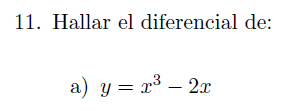 11. Hallar el diferencial de:
a) y = x³ − 2x